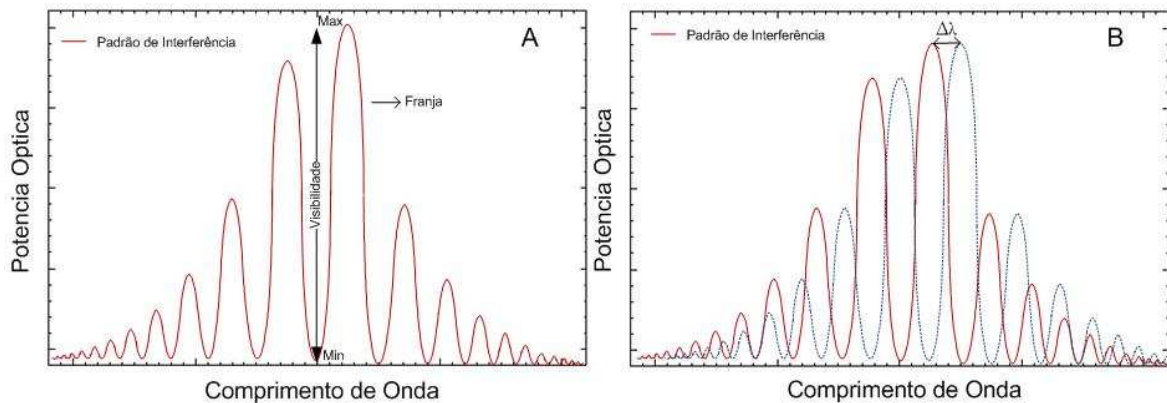 Padrão de Interferência
Max
A
Franja
Visibilidade
Min
Potencia Optica
Comprimento de Onda
Padrão de Interferência
Δλ
B
Potencia Optica
Comprimento de Onda